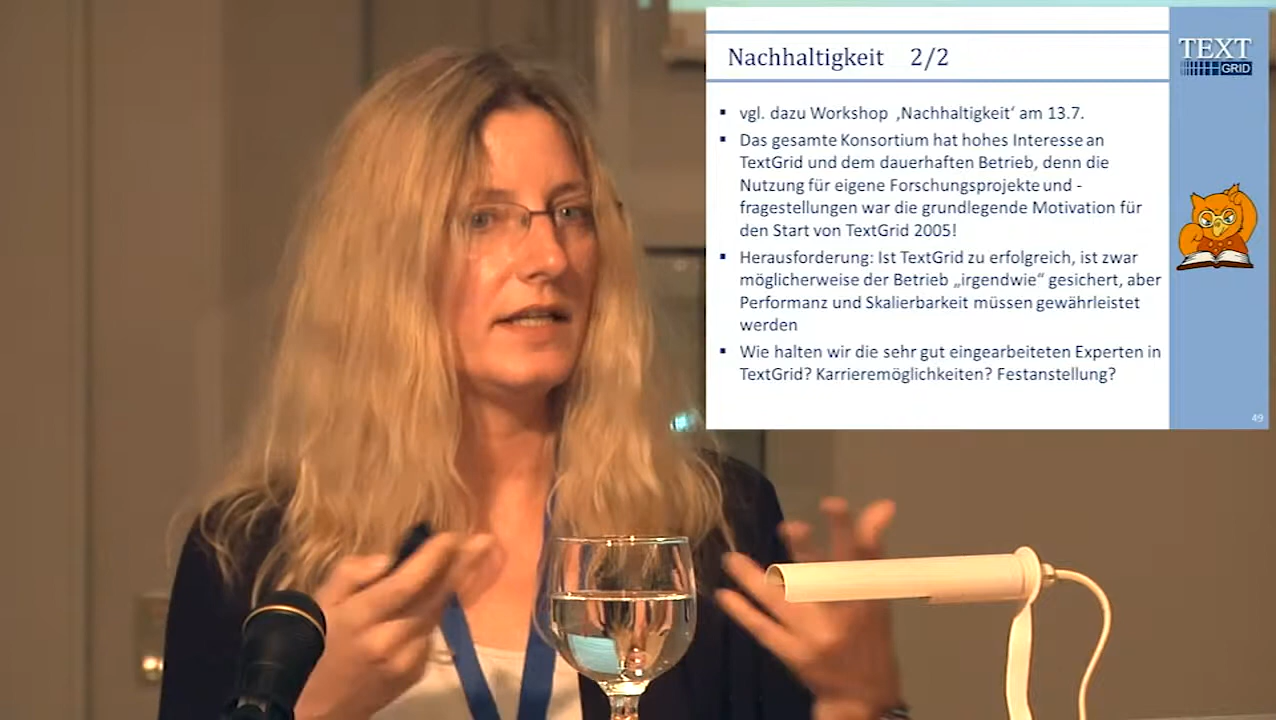 Nachhaltigkeit 2/2
TEXT
GRID
▪ vgl. dazu Workshop ‚Nachhaltigkeit‘ am 13.7.
▪ Das gesamte Konsortium hat hohes Interesse an
TextGrid und dem dauerhaften Betrieb, denn die
Nutzung für eigene Forschungsprojekte und -
fragestellungen war die grundlegende Motivation für
den Start von TextGrid 2005!
▪ Herausforderung: Ist TextGrid zu erfolgreich, ist zwar
möglicherweise der Betrieb „irgendwie“ gesichert, aber
Performanz und Skalierbarkeit müssen gewährleistet
werden
▪ Wie halten wir die sehr gut eingearbeiteten Experten in
TextGrid? Karrieremöglichkeiten? Festanstellung?
49